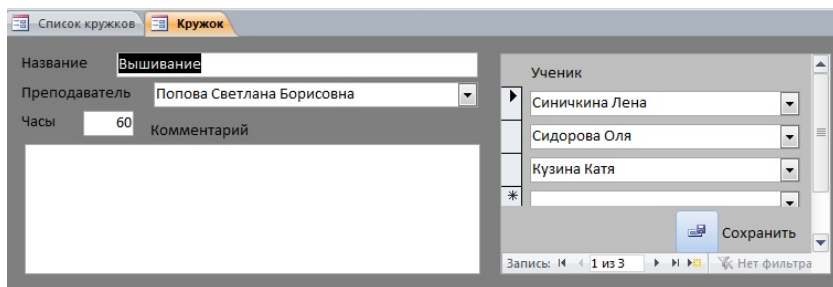 Список кружков Кружок
Название Вышивание
Преподаватель Попова Светлана Борисовна
Часы 60 Комментарий
Ученик
Синичкина Лена
Сидорова Оля
Кузина Катя
Сохранить
Запись: 1 из 3 Нет фильтра